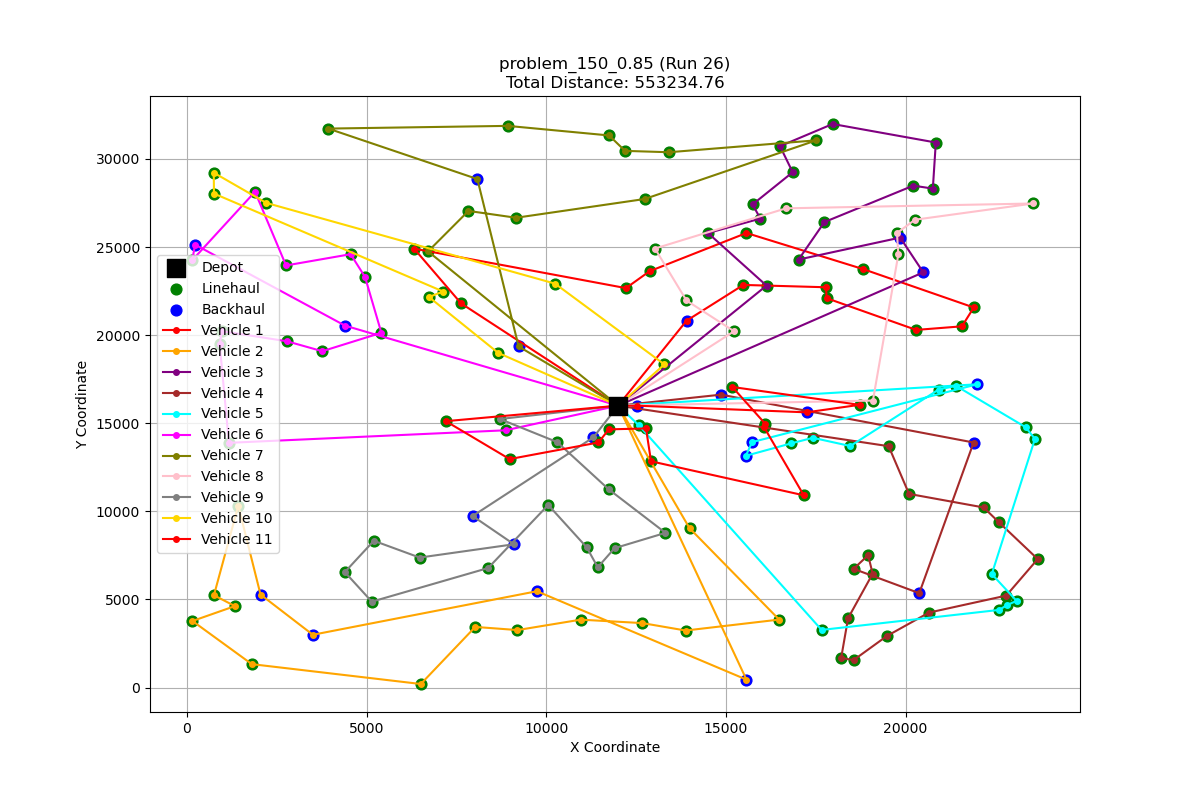 problem_150_0.85 (Run 26)
Total Distance: 553234.76
Y Coordinate
30000
25000
20000
15000
10000
5000
0
Depot
Linehaul
Backhaul
Vehicle 1
Vehicle 2
Vehicle 3
Vehicle 4
Vehicle 5
Vehicle 6
Vehicle 7
Vehicle 8
Vehicle 9
Vehicle 10
Vehicle 11
0 5000 10000 15000 20000
X Coordinate